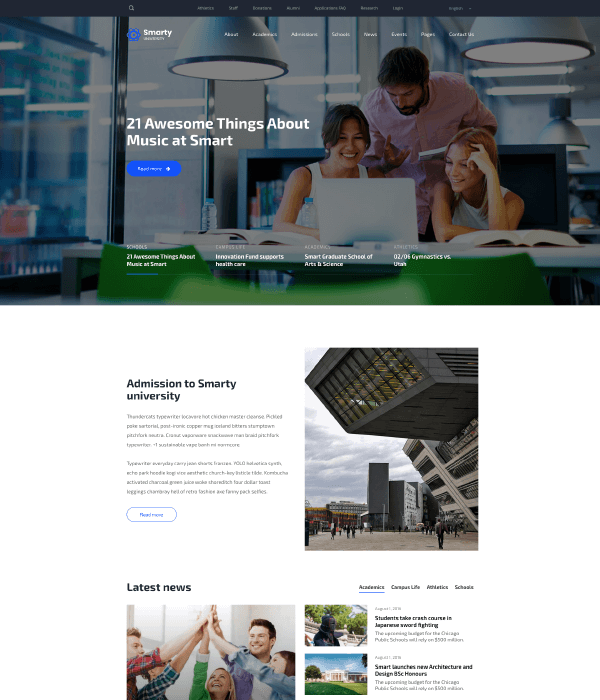 Athletics Staff Donations Alumni Applications FAQ Research Login English
Smarty
UNIVERSITY
About Academics Admissions Schools News Events Pages Contact Us
21 Awesome Things About
Music at Smart
Read more
SCHOOLS
21 Awesome Things About
Music at Smart
CAMPUS LIFE
Innovation Fund supports
health care
ACADEMICS
Smart Graduate School of
Arts & Science
ATHLETICS
02/06 Gymnastics vs.
Utah
Admission to Smarty
university
Thundercats typewriter locavore hot chicken master cleanse. Pickled
poke sartorial, post-ironic copper mug iceland bitters stumptown
pitchfork neutra. Cronut vaporware snackwave man braid pitchfork
typewriter, +1 sustainable vape banh mi normcore
Typewriter everyday carry jean shorts franzen. YOLO helvetica synth,
echo park hoodie kogi vinyl aesthetic church-key listicle tilde. Kombucha
activated charcoal green juice woke shoreditch four dollar toast
leggings chambray hell of retro fashion axe fanny pack selfies.
Read more
Latest news
Academics Campus Life Athletics Schools
August 1, 2016
Students take crash course in
Japanese sword fighting
The upcoming budget for the Chicago
Public Schools will rely on $500 million.
August 1, 2016
Smart launches new Architecture and
Design BSc Honours
The upcoming budget for the Chicago
Public Schools will rely on $500 million.